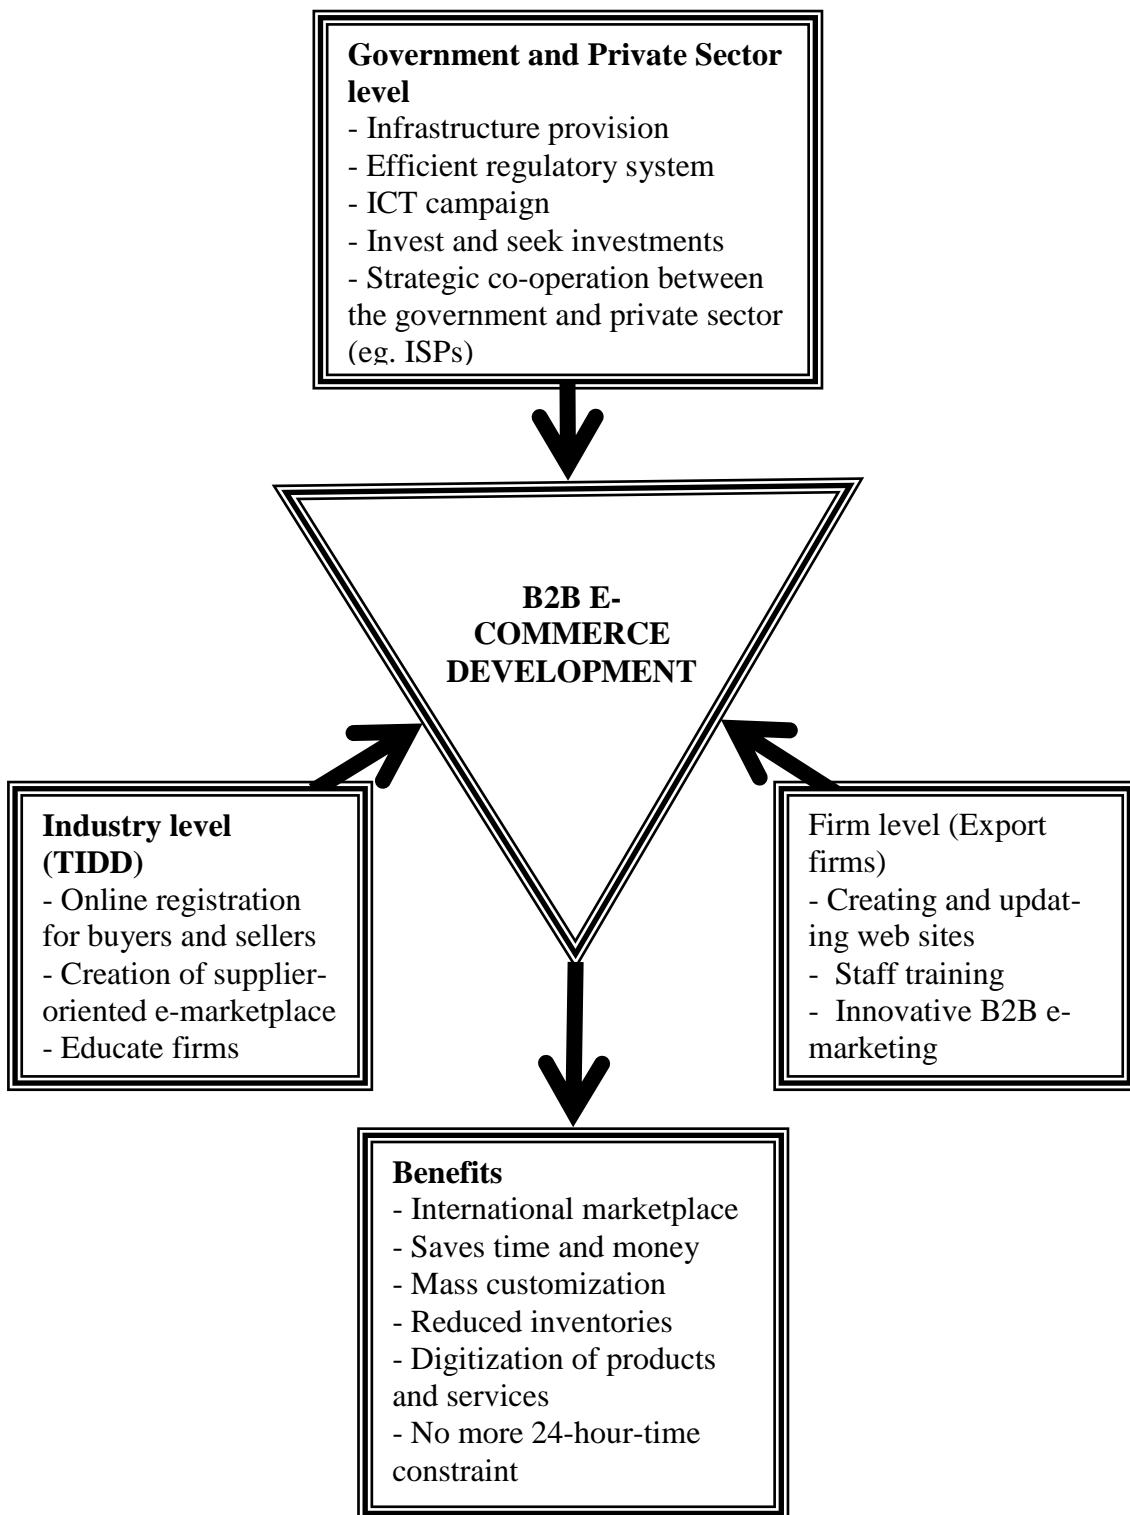 Government and Private Sector
level
- Infrastructure provision
- Efficient regulatory system
- ICT campaign
- Invest and seek investments
- Strategic co-operation between
the government and private sector
(eg. ISPs)
B2B E-
COMMERCE
DEVELOPMENT
Industry level
(TIDD)
- Online registration
for buyers and sellers
- Creation of supplier-
oriented e-marketplace
- Educate firms
Firm level (Export
firms)
- Creating and updat-
ing web sites
-  Staff training
-  Innovative B2B e-
marketing
Benefits
- International marketplace
- Saves time and money
- Mass customization
- Reduced inventories
- Digitization of products
and services
- No more 24-hour-time
constraint